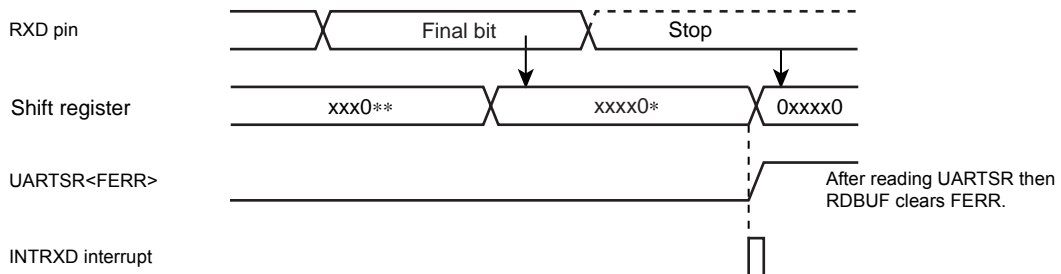 RXD pin
Final bit
Stop
Shift register
xxx0**
xxxx0*
0xxxx0
UARTSR<FERR>
After reading UARTSR then
RDBUF clears FERR.
INTRXD interrupt